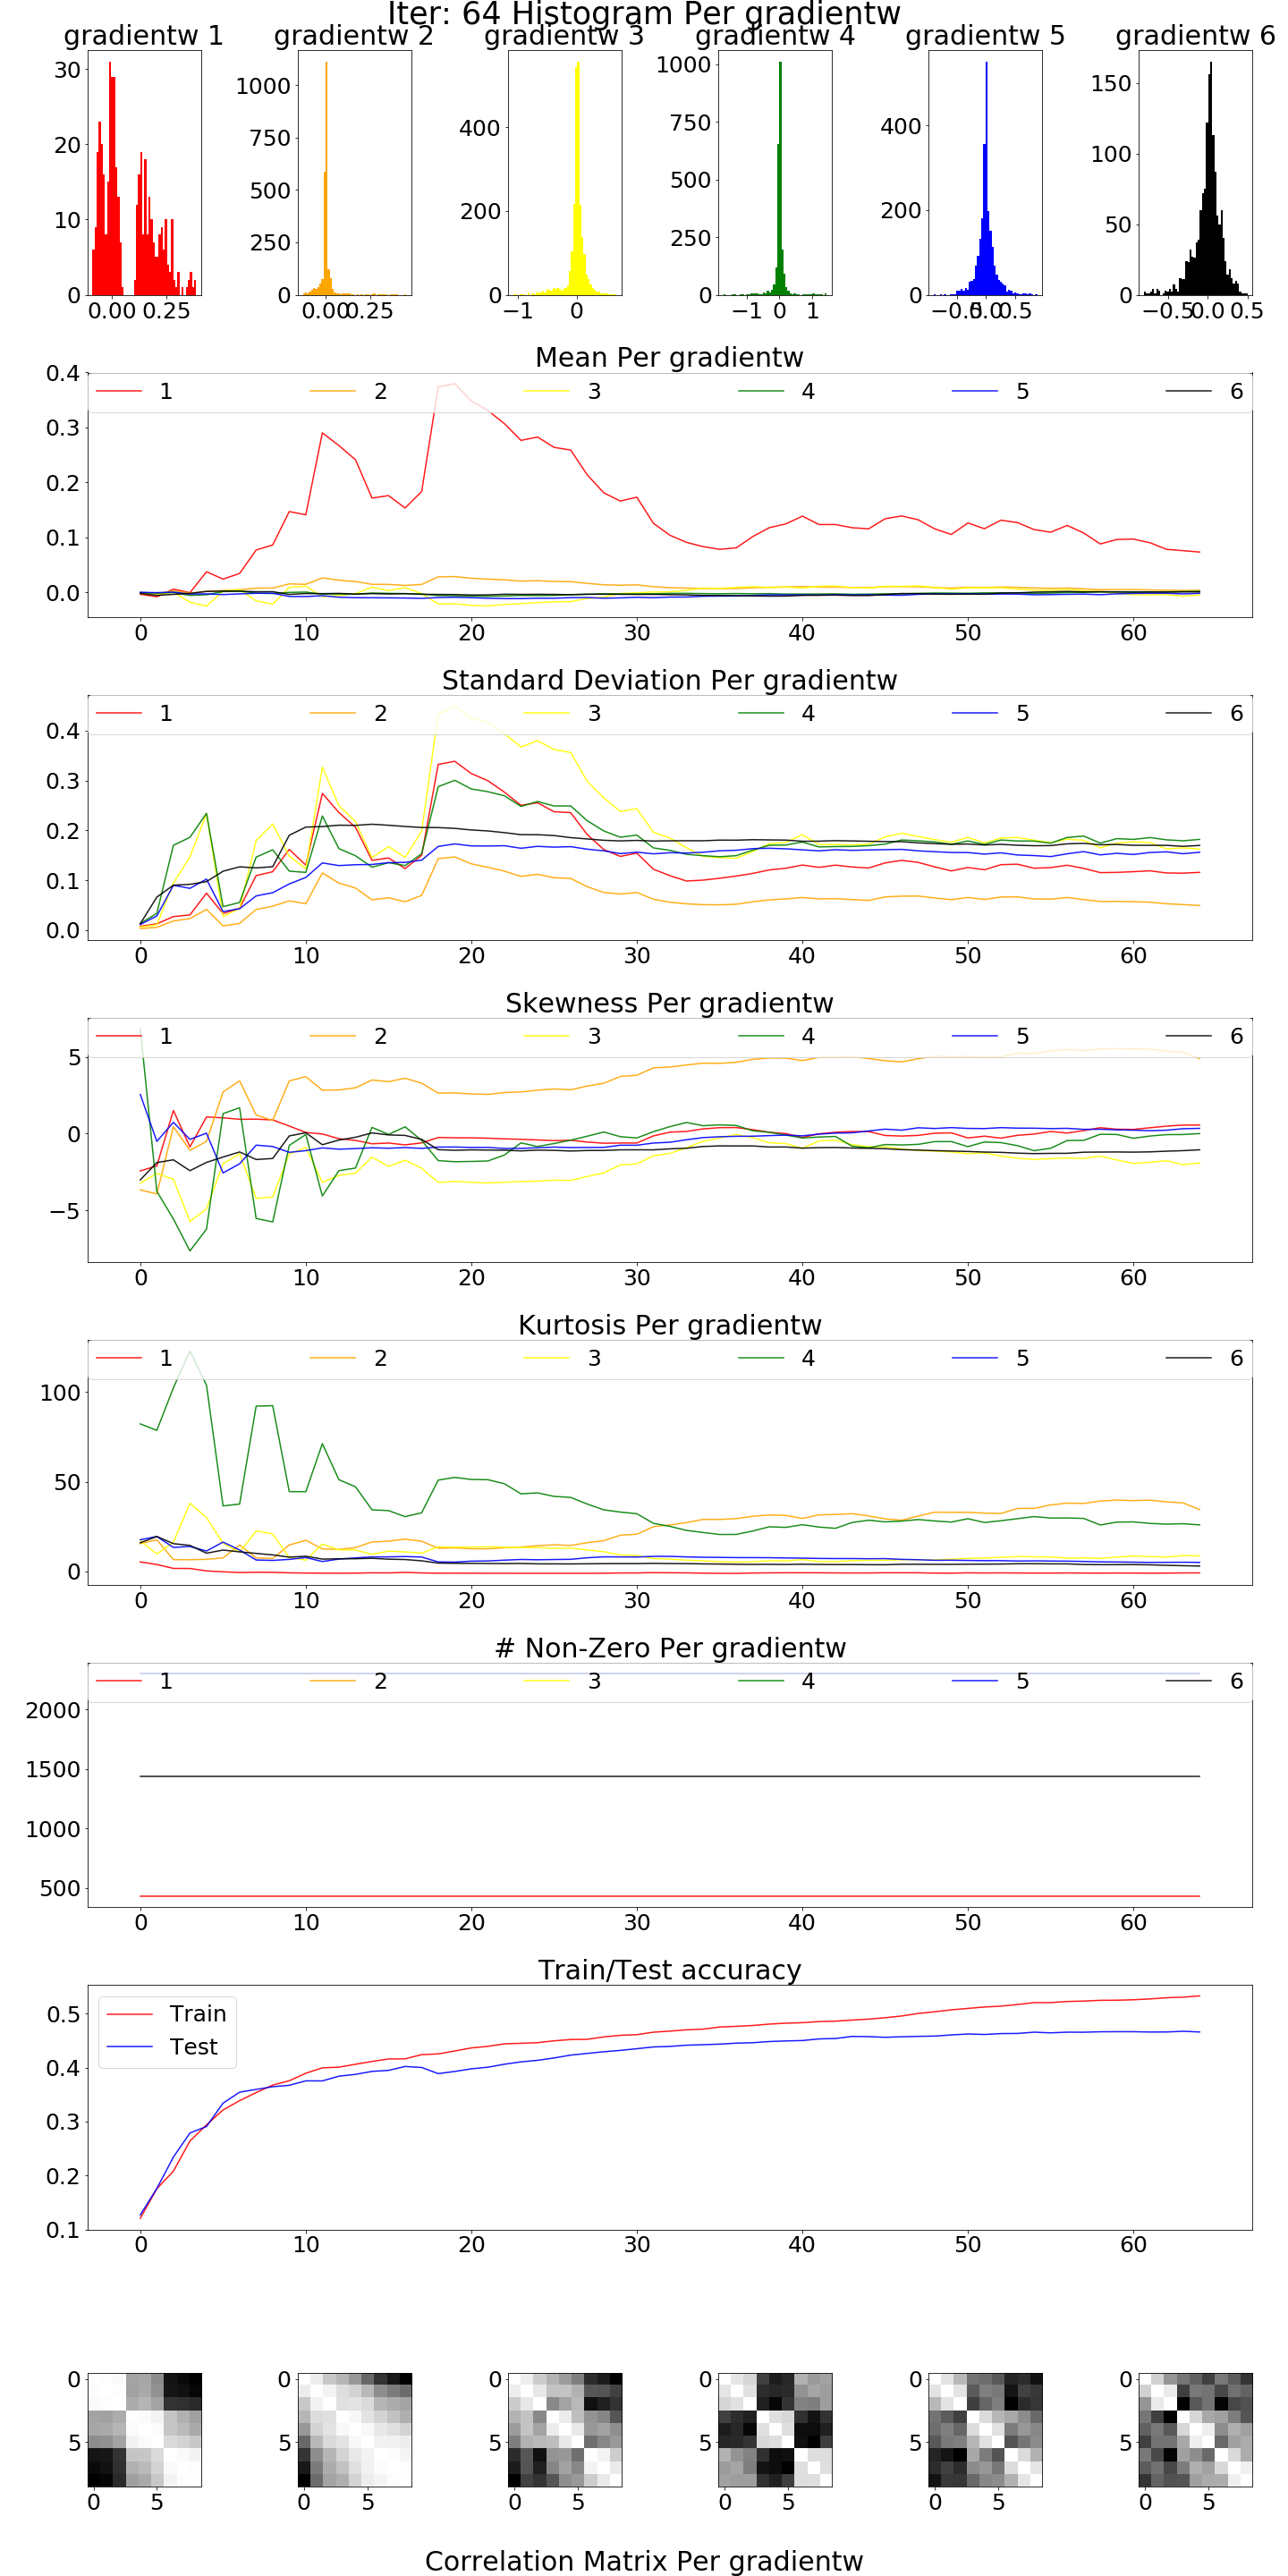 Iter: 64 Histogram Per gradientw
gradientw 1 gradientw 2 gradientw 3 gradientw 4 gradientw 5 gradientw 6
30 20 10 0
0.00 0.25
1000 750 500 250 0
0.00 0.25
400 200 0
−1 0
1000 750 500 250 0
−1 0 1
400 200 0
−0.5 0.0 0.5
150 100 50 0
−0.5 0.0 0.5
Mean Per gradientw
1 2 3 4 5 6
0.4
0.3
0.2
0.1
0.0
0 10 20 30 40 50 60
Standard Deviation Per gradientw
1 2 3 4 5 6
0.4
0.3
0.2
0.1
0.0
0 10 20 30 40 50 60
Skewness Per gradientw
1 2 3 4 5 6
5
0
−5
0 10 20 30 40 50 60
Kurtosis Per gradientw
1 2 3 4 5 6
100
50
0
0 10 20 30 40 50 60
# Non-Zero Per gradientw
1 2 3 4 5 6
2000
1500
1000
500
0 10 20 30 40 50 60
Train/Test accuracy
Train
Test
0.5
0.4
0.3
0.2
0.1
0 10 20 30 40 50 60
0 0 0 0 0 0
5 5 5 5 5 5
0 5 0 5 0 5 0 5 0 5 0 5
Correlation Matrix Per gradientw